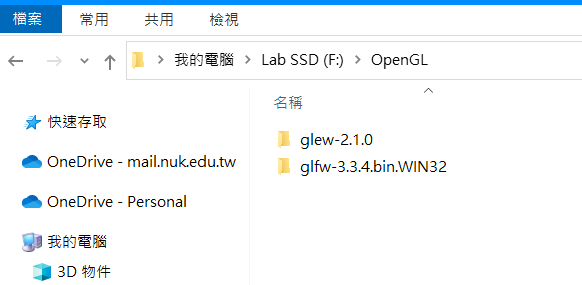 檔案 常用 共用 檢視
我的電腦 Lab SSD (F:) OpenGL
名稱
快速存取
glew-2.1.0
OneDrive - mail.nuk.edu.tw
glfw-3.3.4.bin.WIN32
OneDrive - Personal
我的電腦
3D 物件